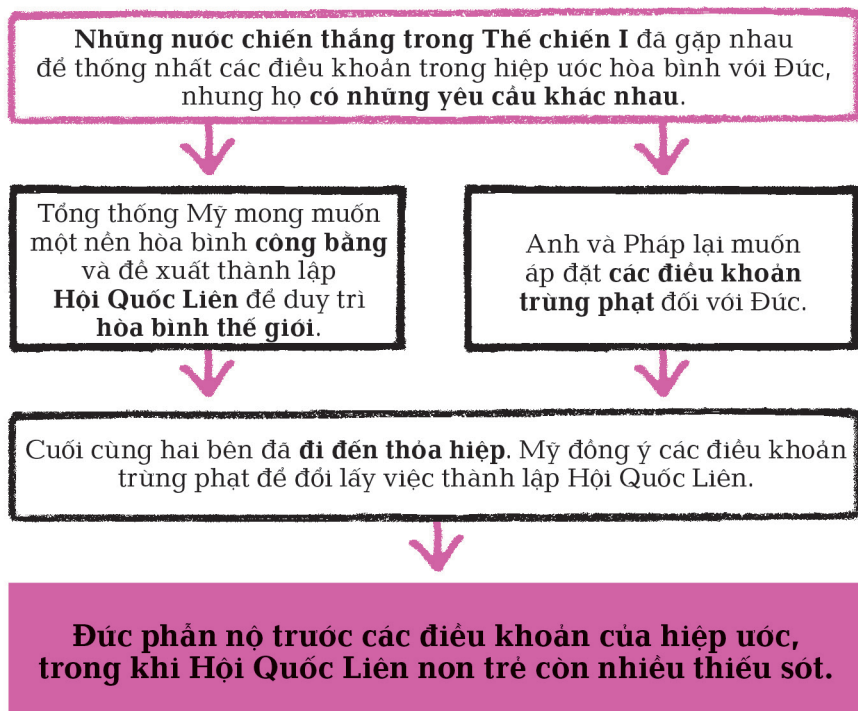 Những nước chiến thắng trong Thế chiến I đã gặp nhau
để thống nhất các điều khoản trong hiệp ước hòa bình với Đức,
nhưng họ có những yêu cầu khác nhau.
Tổng thống Mỹ mong muốn
một nền hòa bình công bằng
và đề xuất thành lập
Hội Quốc Liên để duy trì
hòa bình thế giới.
Anh và Pháp lại muốn
áp đặt các điều khoản
trừng phạt đối với Đức.
Cuối cùng hai bên đã đi đến thỏa hiệp. Mỹ đồng ý các điều khoản
trừng phạt để đổi lấy việc thành lập Hội Quốc Liên.
Đức phẫn nộ trước các điều khoản của hiệp ước,
trong khi Hội Quốc Liên non trẻ còn nhiều thiếu sót.